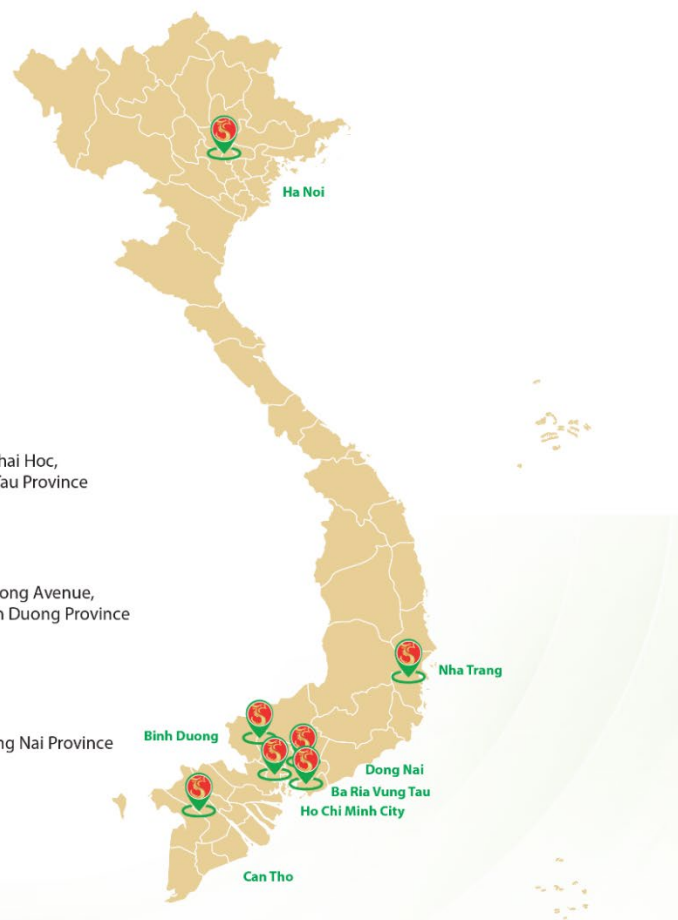 Ha Noi
hai Hoc,
au Province
ong Avenue,
Duong Province
Nha Trang
Binh Duong
ng Nai Province
Dong Nai
Ba Ria Vung Tau
Ho Chi Minh City
Can Tho